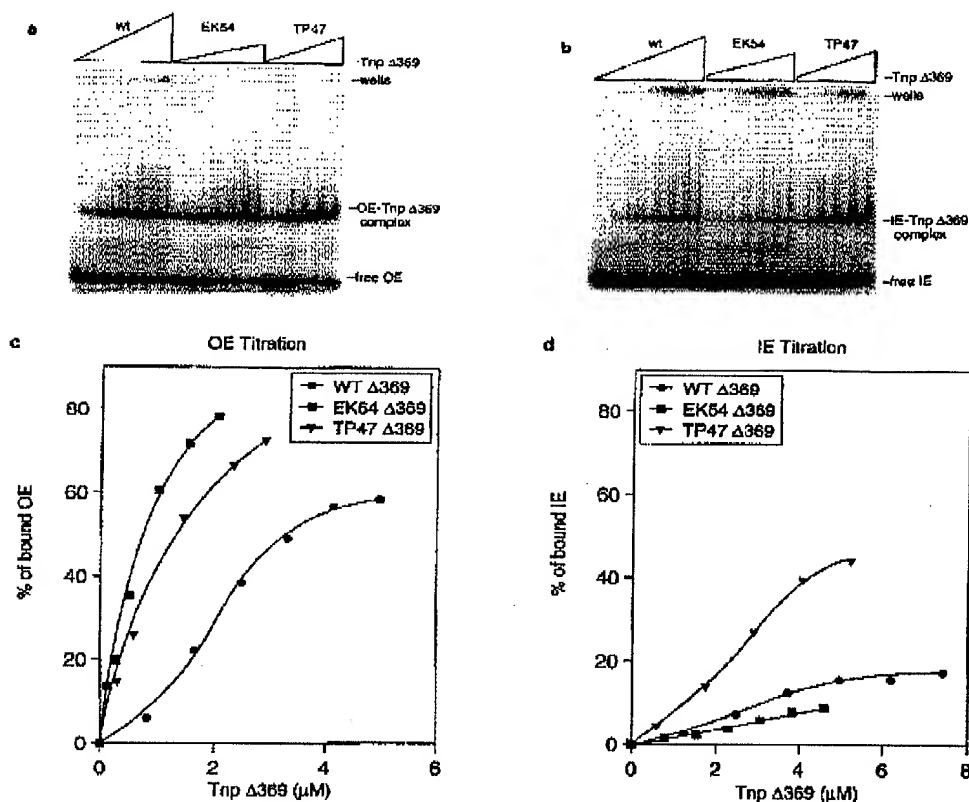 a
wt
EK54
TP47
-Tnp Δ369
-wells
-OE-Tnp Δ369
complex
-free OE
b
wt
EK54
TP47
-Tnp Δ369
-wells
-IE-Tnp Δ369
complex
-free IE
c
OE Titration
WT Δ369
EK54 Δ369
TP47 Δ369
% of bound OE
80
60
40
20
0
0
2
4
6
Tnp Δ369 (μM)
d
IE Titration
WT Δ369
EK54 Δ369
TP47 Δ369
% of bound IE
80
60
40
20
0
0
2
4
6
8
Tnp Δ369 (μM)